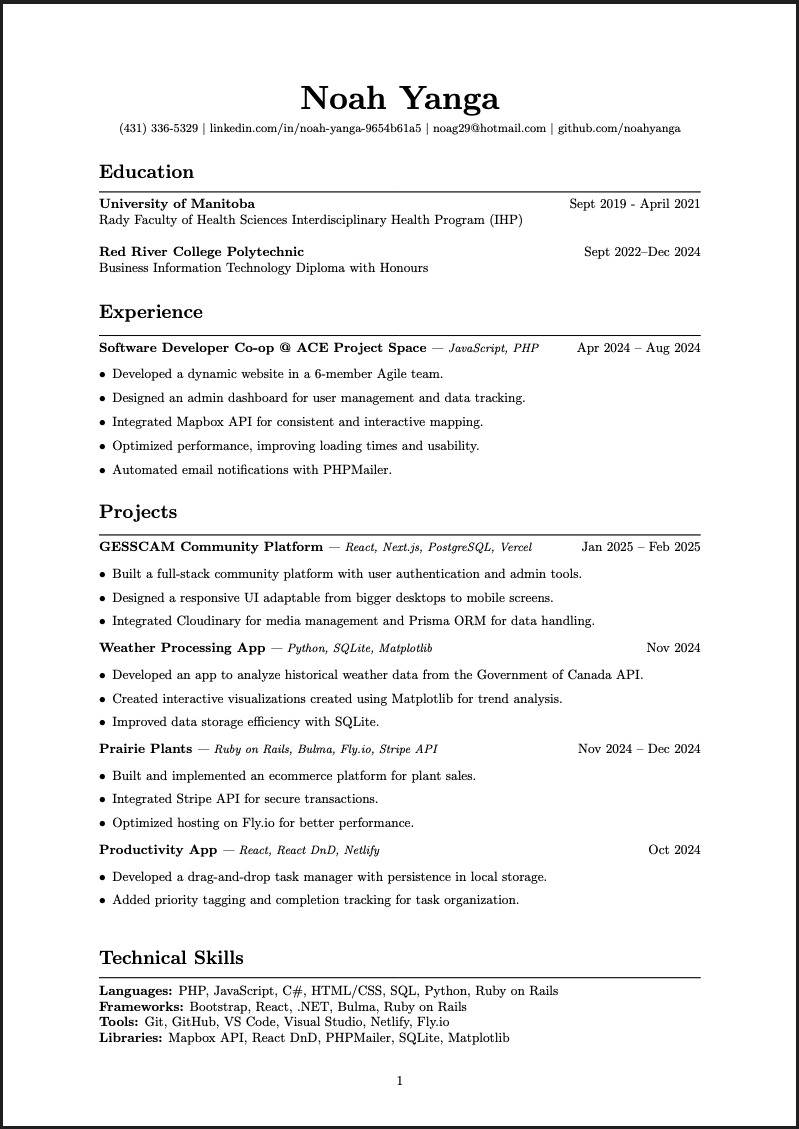 Noah Yanga
(431) 336-5329 | linkedin.com/in/noah-yanga-9654b61a5 | noag29@hotmail.com | github.com/noahyanga
Education
University of Manitoba Sept 2019 - April 2021
Rady Faculty of Health Sciences Interdisciplinary Health Program (IHP)
Red River College Polytechnic Sept 2022–Dec 2024
Business Information Technology Diploma with Honours
Experience
Software Developer Co-op @ ACE Project Space — JavaScript, PHP Apr 2024 – Aug 2024
• Developed a dynamic website in a 6-member Agile team.
• Designed an admin dashboard for user management and data tracking.
• Integrated Mapbox API for consistent and interactive mapping.
• Optimized performance, improving loading times and usability.
• Automated email notifications with PHPMailer.
Projects
GESSCAM Community Platform — React, Next.js, PostgreSQL, Vercel Jan 2025 – Feb 2025
• Built a full-stack community platform with user authentication and admin tools.
• Designed a responsive UI adaptable from bigger desktops to mobile screens.
• Integrated Cloudinary for media management and Prisma ORM for data handling.
Weather Processing App — Python, SQLite, Matplotlib Nov 2024
• Developed an app to analyze historical weather data from the Government of Canada API.
• Created interactive visualizations created using Matplotlib for trend analysis.
• Improved data storage efficiency with SQLite.
Prairie Plants — Ruby on Rails, Bulma, Fly.io, Stripe API Nov 2024 – Dec 2024
• Built and implemented an ecommerce platform for plant sales.
• Integrated Stripe API for secure transactions.
• Optimized hosting on Fly.io for better performance.
Productivity App — React, React DnD, Netlify Oct 2024
• Developed a drag-and-drop task manager with persistence in local storage.
• Added priority tagging and completion tracking for task organization.
Technical Skills
Languages: PHP, JavaScript, C#, HTML/CSS, SQL, Python, Ruby on Rails
Frameworks: Bootstrap, React, .NET, Bulma, Ruby on Rails
Tools: Git, GitHub, VS Code, Visual Studio, Netlify, Fly.io
Libraries: Mapbox API, React DnD, PHPMailer, SQLite, Matplotlib
1